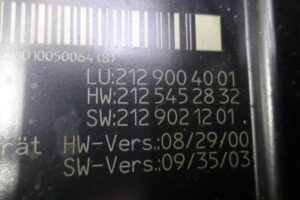 010050064(8)
LU:212 900 40 01
HW:212 545 28 32
SW:212 902 12 01
rät HW-Vers.:08/29/00
SW-Vers.:09/35/03